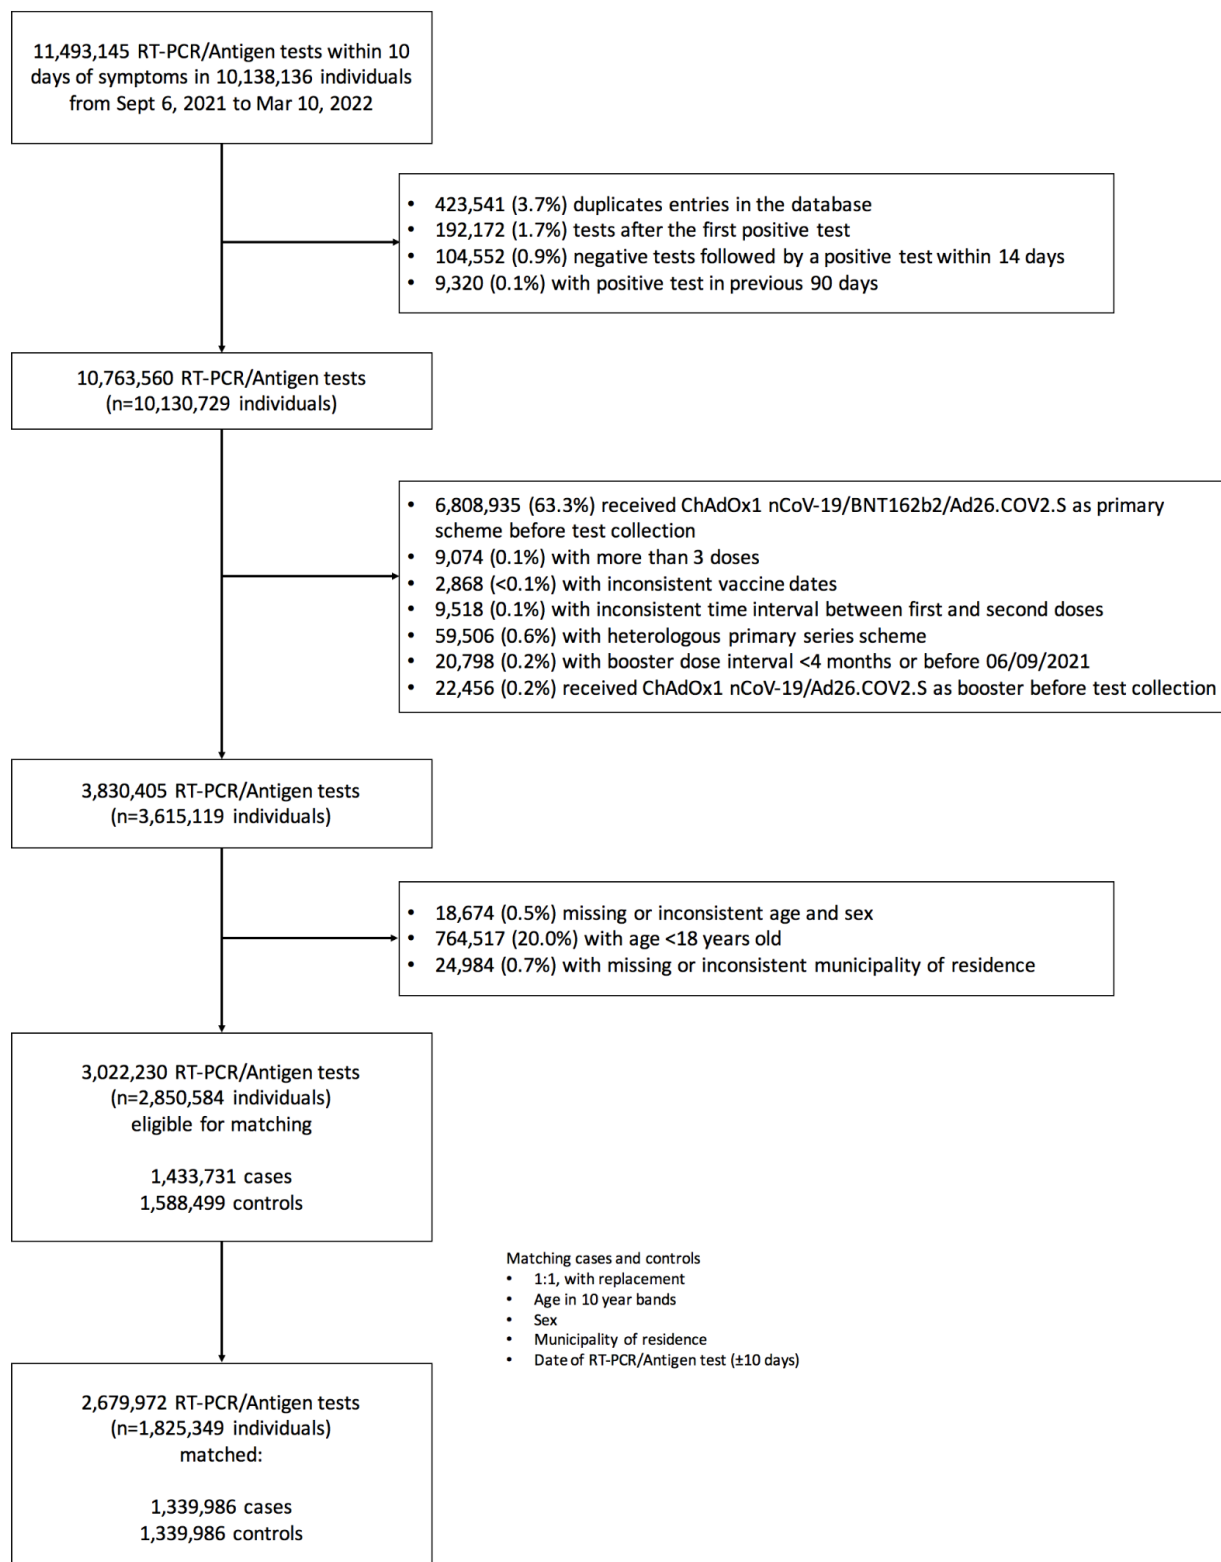 11,493,145 RT-PCR/Antigen tests within 10
days of symptoms in 10,138,136 individuals
from Sept 6, 2021 to Mar 10, 2022
• 423,541 (3.7%) duplicates entries in the database
• 192,172 (1.7%) tests after the first positive test
• 104,552 (0.9%) negative tests followed by a positive test within 14 days
• 9,320 (0.1%) with positive test in previous 90 days
10,763,560 RT-PCR/Antigen tests
(n=10,130,729 individuals)
• 6,808,935 (63.3%) received ChAdOx1 nCoV-19/BNT162b2/Ad26.COV2.S as primary
scheme before test collection
• 9,074 (0.1%) with more than 3 doses
• 2,868 (<0.1%) with inconsistent vaccine dates
• 9,518 (0.1%) with inconsistent time interval between first and second doses
• 59,506 (0.6%) with heterologous primary series scheme
• 20,798 (0.2%) with booster dose interval <4 months or before 06/09/2021
• 22,456 (0.2%) received ChAdOx1 nCoV-19/Ad26.COV2.S as booster before test collection
3,830,405 RT-PCR/Antigen tests
(n=3,615,119 individuals)
• 18,674 (0.5%) missing or inconsistent age and sex
• 764,517 (20.0%) with age <18 years old
• 24,984 (0.7%) with missing or inconsistent municipality of residence
3,022,230 RT-PCR/Antigen tests
(n=2,850,584 individuals)
eligible for matching
1,433,731 cases
1,588,499 controls
Matching cases and controls
• 1:1, with replacement
• Age in 10 year bands
• Sex
• Municipality of residence
• Date of RT-PCR/Antigen test (±10 days)
2,679,972 RT-PCR/Antigen tests
(n=1,825,349 individuals)
matched:
1,339,986 cases
1,339,986 controls